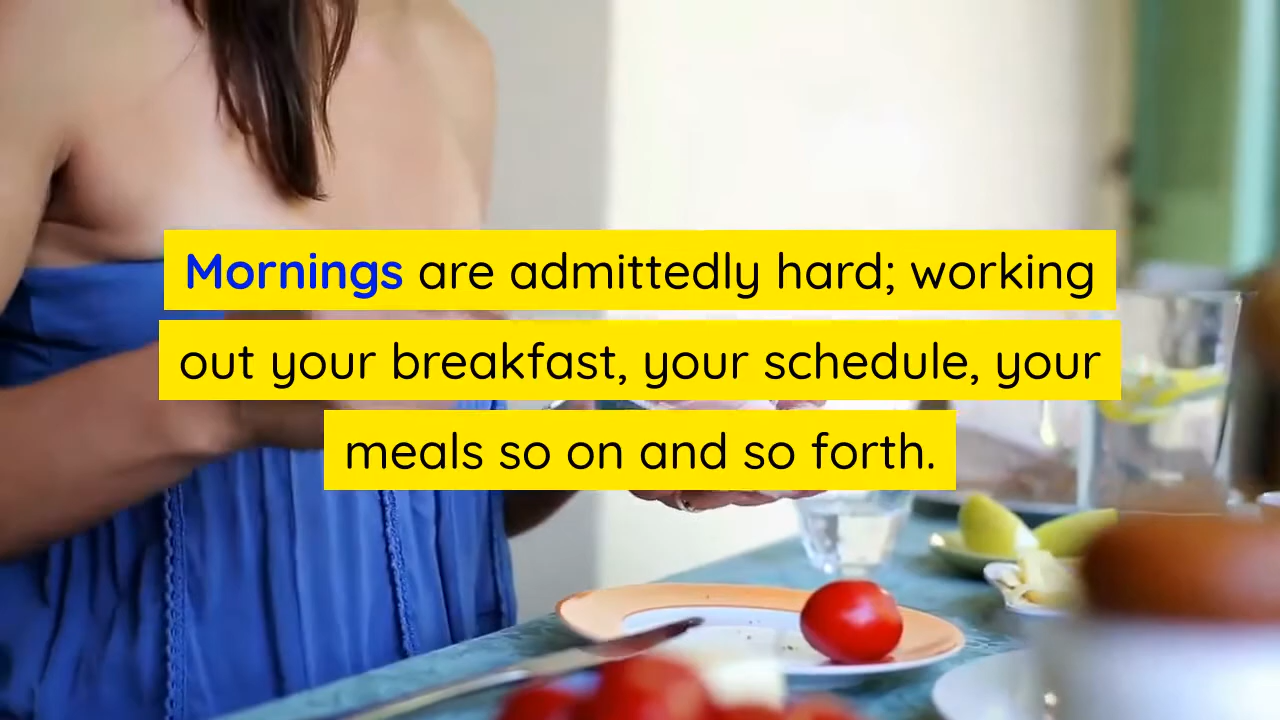 Mornings are admittedly hard; working
out your breakfast, your schedule, your
meals so on and so forth.